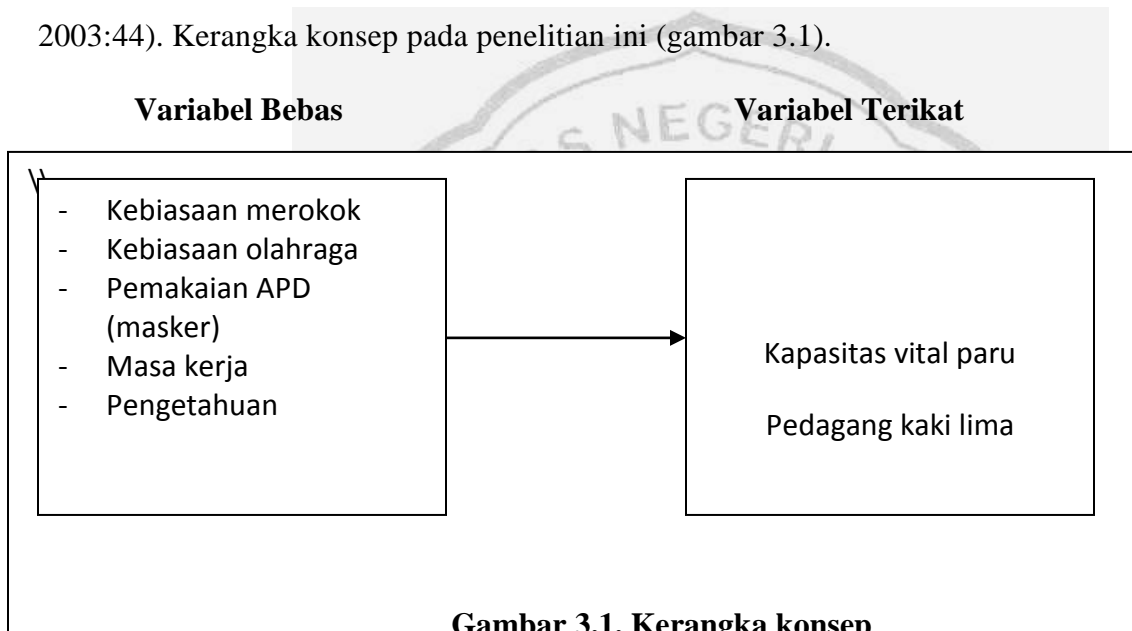 2003:44). Kerangka konsep pada penelitian ini (gambar 3.1).
Variabel Bebas Variabel Terikat
S NEGERI
\\
- Kebiasaan merokok
- Kebiasaan olahraga
- Pemakaian APD
(masker)
- Masa kerja
- Pengetahuan
Kapasitas vital paru
Pedagang kaki lima
Gambar 3.1. Kerangka konsep